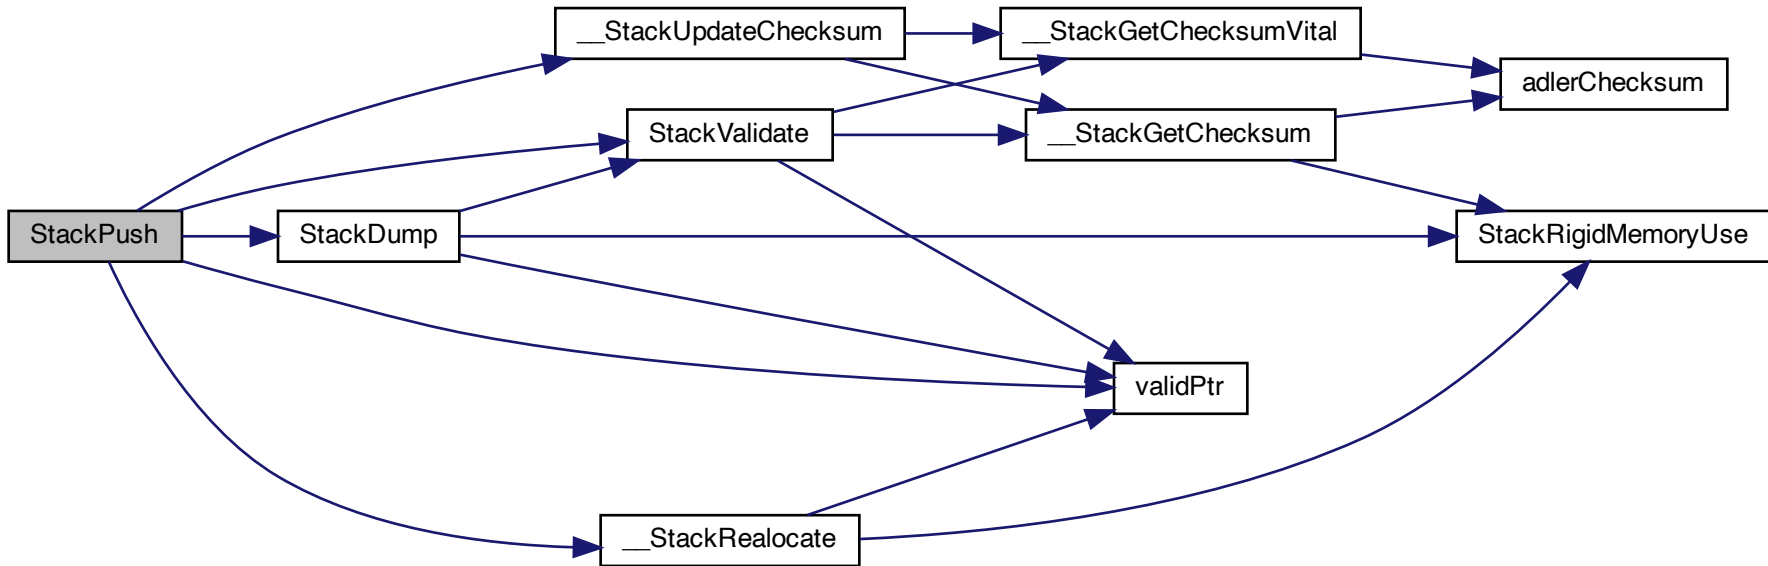 __StackUpdateChecksum
__StackGetChecksumVital
adlerChecksum
StackValidate
__StackGetChecksum
StackPush
StackDump
StackRigidMemoryUse
validPtr
__StackRealocate